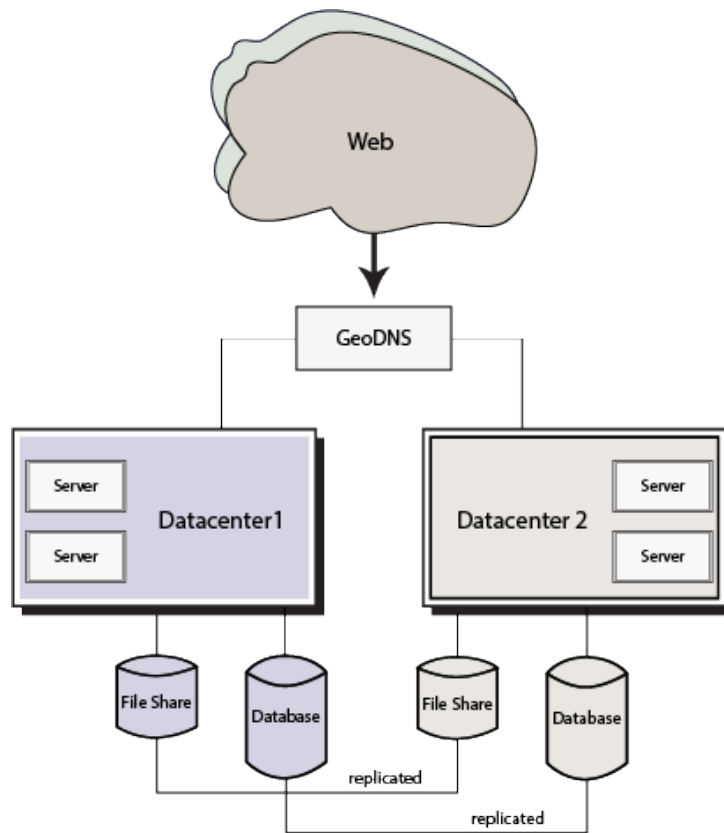 Web
GeoDNS
Server
Server
Datacenter1
Datacenter 2
Server
Server
File Share
Database
File Share
Database
replicated
replicated